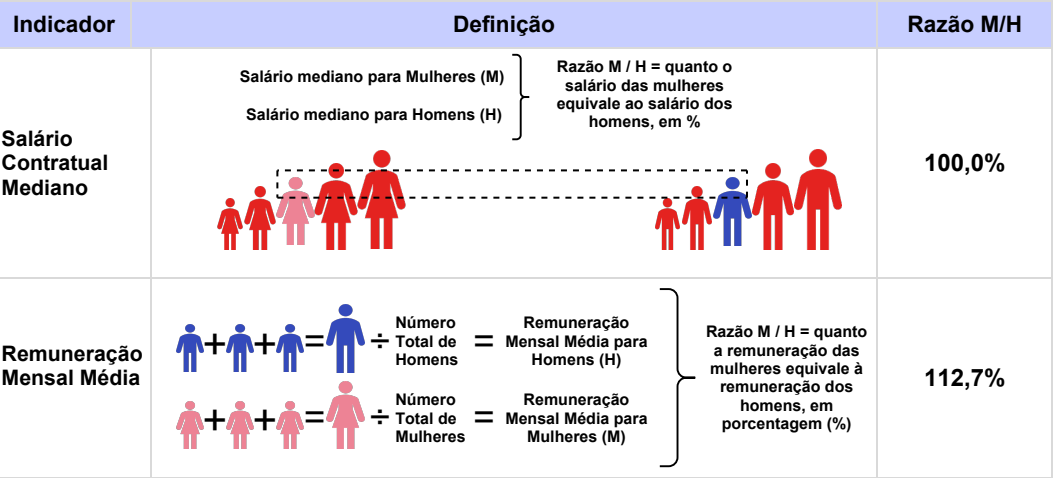 Indicador
Definição
Razão M/H
Salário
Contratual
Mediano
Salário mediano para Mulheres (M)
Salário mediano para Homens (H)
Razão M / H = quanto o
salário das mulheres
equivale ao salário dos
homens, em %
100,0%
Remuneração
Mensal Média
+ + = ÷
Número
Total de
Homens
=
Remuneração
Mensal Média para
Homens (H)
+ + = ÷
Número
Total de
Mulheres
=
Remuneração
Mensal Média para
Mulheres (M)
Razão M / H = quanto
a remuneração das
mulheres equivale à
remuneração dos
homens, em
porcentagem (%)
112,7%